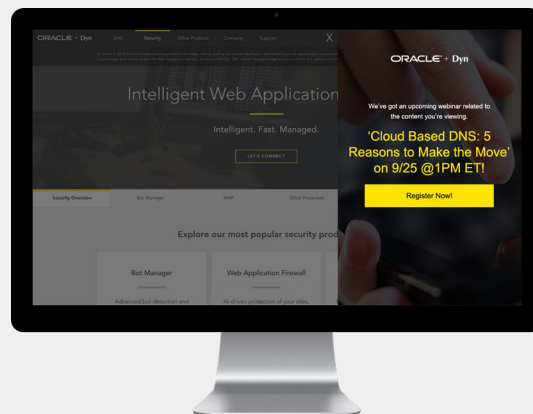 ORACLE + Dyn
DNS
Security
Other Products
Company
Support
X
Intelligent Web Application
Intelligent. Fast. Managed.
LET'S CONNECT
Security Overview
Bot Manager
WAF
DDoS Protection
Explore our most popular security prod
Bot Manager
Web Application Firewall
Advanced bot detection and
AI-driven protection of your sites,
ORACLE + Dyn
We've got an upcoming webinar related to
the content you're viewing.
'Cloud Based DNS: 5
Reasons to Make the Move'
on 9/25 @1PM ET!
Register Now!